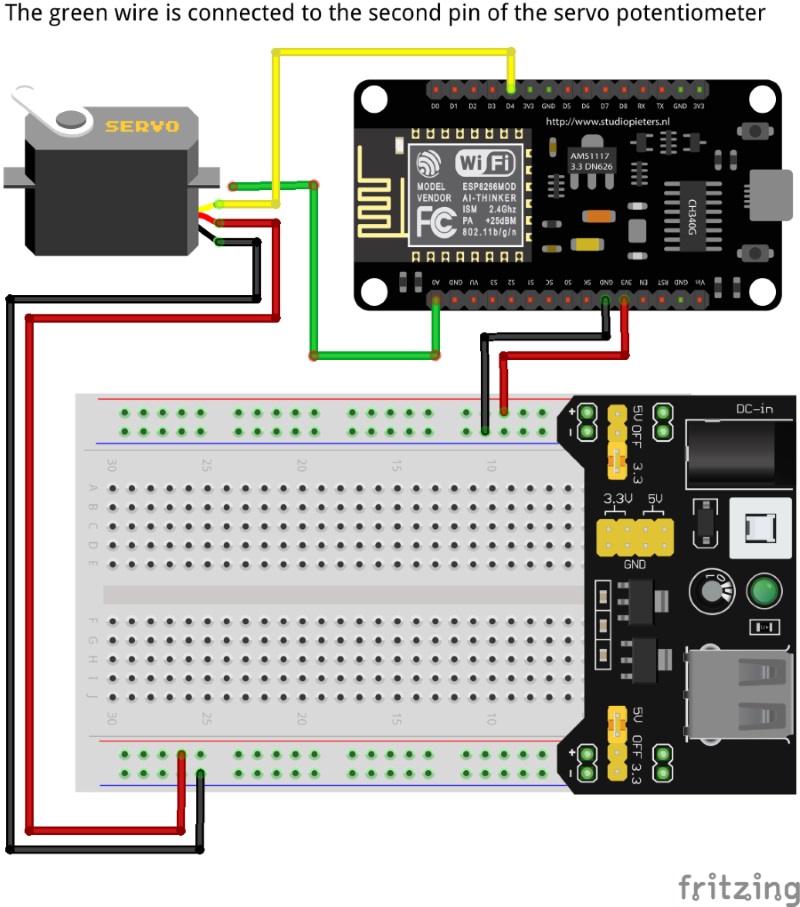 The green wire is connected to the second pin of the servo potentiometer
SERVO
D0 D1 D2 D3 D4 3V3 GND D5 D6 D7 D8 RX TX GND 3V3
http://www.studiopieters.nl
AMS1117
3.3 DN626
WiFi
MODEL ESP8266MOD
VENDOR AI-THINKER
ISM 2.4Ghz
PA +25dBM
802.11b/g/n
FC
CH340G
A0 GND VU S3 S2 S1 SC S0 SK GND 3V3 EN RST GND Vin
+
-
5V OFF 3.3
DC-in
30 25 20 15 10
A
B
C
D
E
3.3V 5V
GND
F
G
H
I
J
30 25 20 15 10
5V OFF 3.3
+
-
fritzing